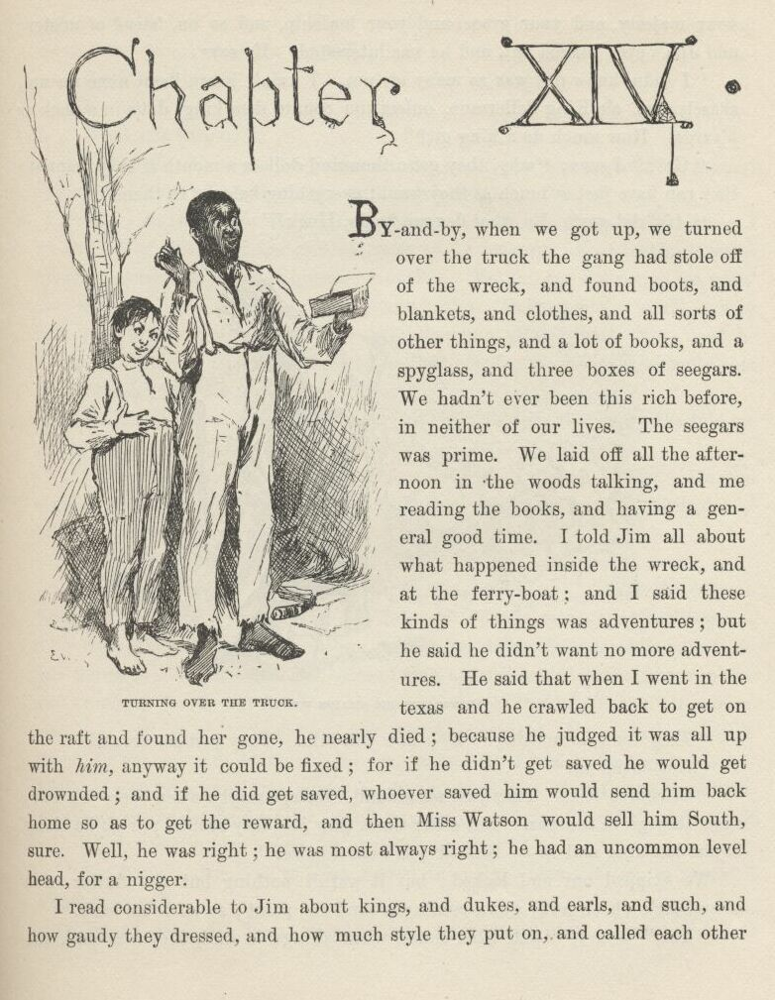 Chapter XIV.
BY-and-by, when we got up, we turned
over the truck the gang had stole off
of the wreck, and found boots, and
blankets, and clothes, and all sorts of
other things, and a lot of books, and a
spyglass, and three boxes of seegars.
We hadn't ever been this rich before,
in neither of our lives. The seegars
was prime. We laid off all the after-
noon in the woods talking, and me
reading the books, and having a gen-
eral good time. I told Jim all about
what happened inside the wreck, and
at the ferry-boat; and I said these
kinds of things was adventures; but
he said he didn't want no more advent-
ures. He said that when I went in the
texas and he crawled back to get on
TURNING OVER THE TRUCK.
the raft and found her gone, he nearly died; because he judged it was all up
with him, anyway it could be fixed; for if he didn't get saved he would get
drownded; and if he did get saved, whoever saved him would send him back
home so as to get the reward, and then Miss Watson would sell him South,
sure. Well, he was right; he was most always right; he had an uncommon level
head, for a nigger.
I read considerable to Jim about kings, and dukes, and earls, and such, and
how gaudy they dressed, and how much style they put on, and called each other